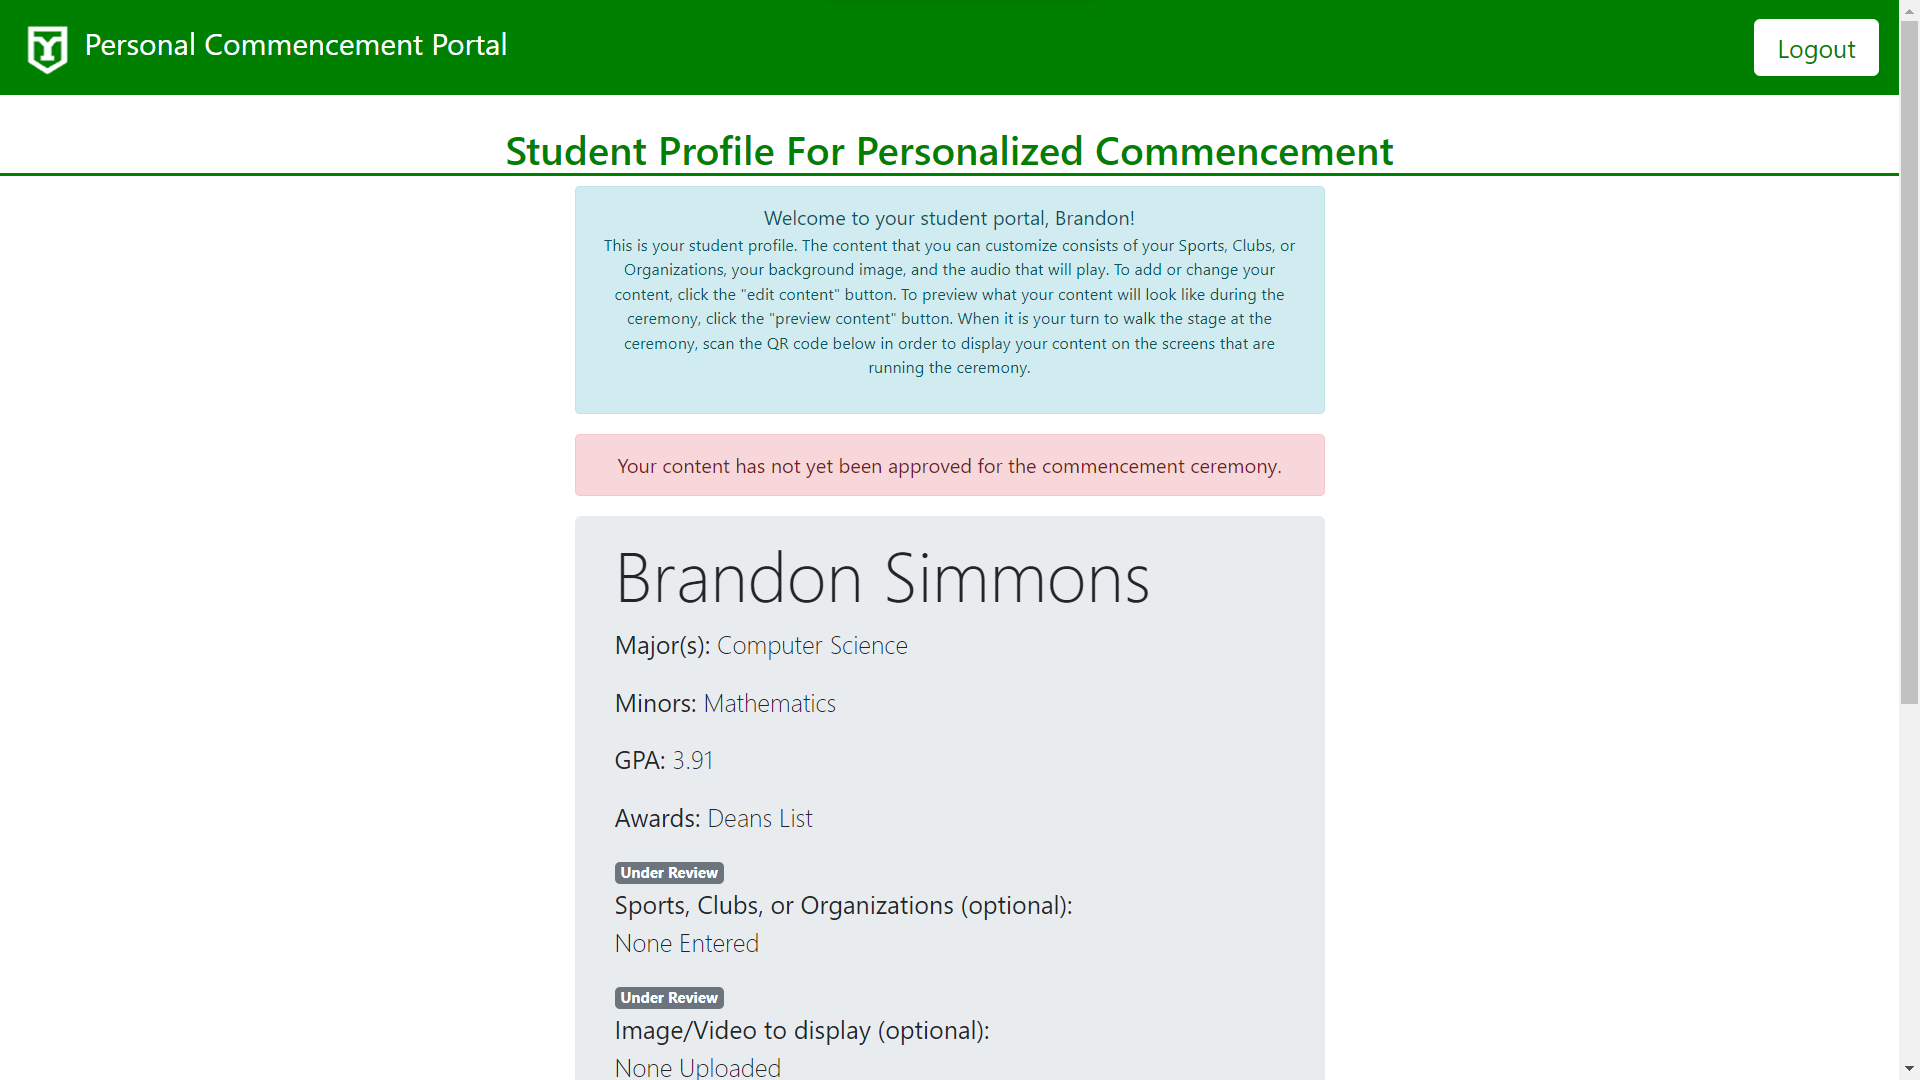 Personal Commencement Portal
Logout
Student Profile For Personalized Commencement
Welcome to your student portal, Brandon!
This is your student profile. The content that you can customize consists of your Sports, Clubs, or
Organizations, your background image, and the audio that will play. To add or change your
content, click the "edit content" button. To preview what your content will look like during the
ceremony, click the "preview content" button. When it is your turn to walk the stage at the
ceremony, scan the QR code below in order to display your content on the screens that are
running the ceremony.
Your content has not yet been approved for the commencement ceremony.
Brandon Simmons
Major(s): Computer Science
Minors: Mathematics
GPA: 3.91
Awards: Deans List
Under Review
Sports, Clubs, or Organizations (optional):
None Entered
Under Review
Image/Video to display (optional):
None Uploaded